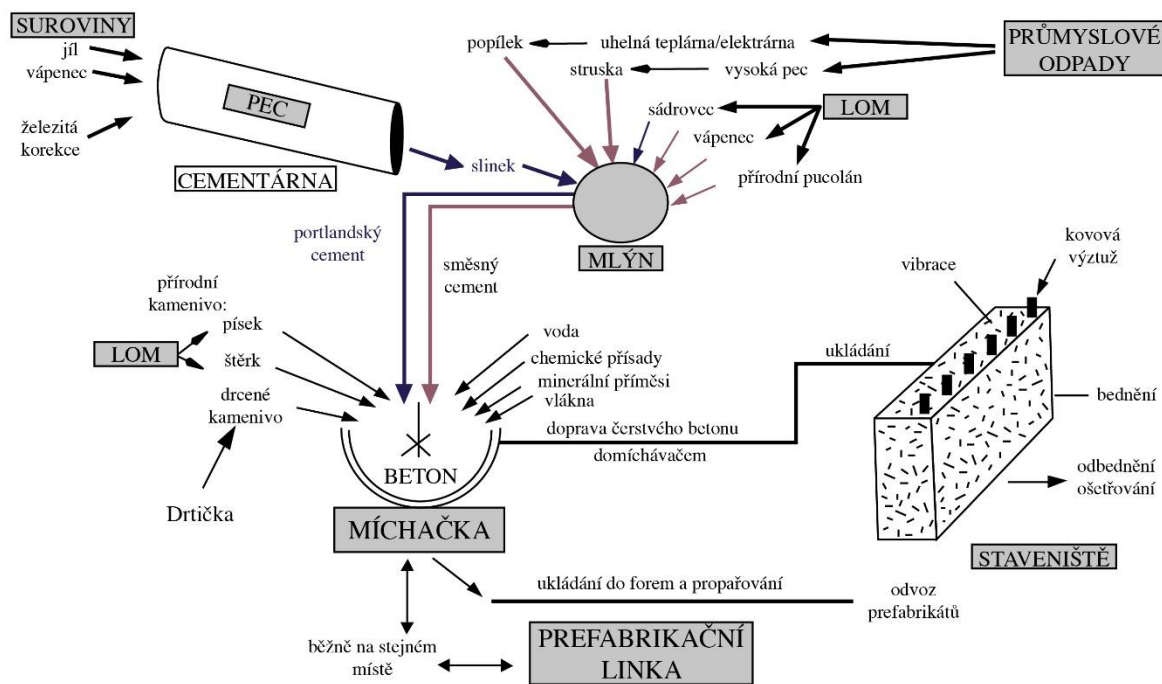 SUROVINY
jíl
vápenec
železitá
korekce
PEC
CEMENTÁRNA
slinek
popílek
uhelná teplárna/elektrárna
struska
vysoká pec
PRŮMYSLOVÉ
ODPADY
sádrovec
LOM
vápenec
přírodní pucolán
MLÝN
portlandský
cement
směsný
cement
přírodní
kamenivo:
písek
LOM
štěrk
drcené
kamenivo
Drtička
voda
chemické přísady
minerální příměsi
vlákna
BETON
MÍCHAČKA
doprava čerstvého betonu
domíchávačem
ukládání
vibrace
kovová
výztuž
bednění
odbednění
ošetřování
STAVENIŠTĚ
ukládání do forem a propařování
odvoz
prefabrikátů
běžně na stejném
místě
PREFABRIKAČNÍ
LINKA